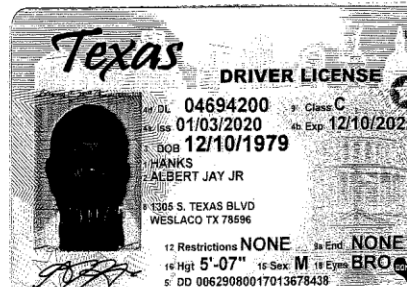 Texas
DRIVER LICENSE
4d DL 04694200 9 Class C
4a Iss 01/03/2020 4b Exp 12/10/202
3 DOB 12/10/1979
1 HANKS
2 ALBERT JAY JR
8 1305 S. TEXAS BLVD
WESLACO TX 78596
12 Restrictions NONE 9a End NONE
16 Hgt 5'-07" 15 Sex M 18 Eyes BRO
5 DD 00629080017013678438